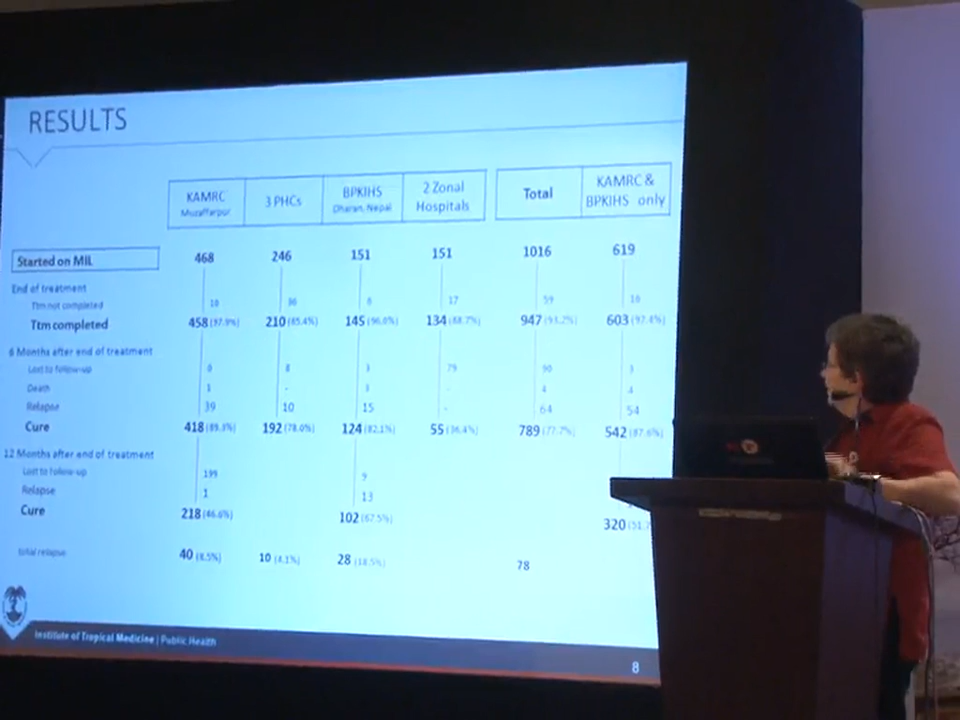 RESULTS
KAMRC 3 PHCs BPKIHS 2 Zonal Total KAMRC &
Muzaffarpur Dharan, Nepal Hospitals BPKIHS only
Started on MIL 468 246 151 151 1016 619
End of treatment
Ttm not completed 10 36 6 17 59 16
Ttm completed 458 (97.9%) 210 (85.4%) 145 (96.0%) 134 (88.7%) 947 (93.2%) 603 (97.4%)
6 Months after end of treatment
Lost to follow-up 0 8 3 79 90 3
Death 1 - 3 - 4 4
Relapse 39 10 15 - 64 54
Cure 418 (89.3%) 192 (78.0%) 124 (82.1%) 55 (36.4%) 789 (77.7%) 542 (87.6%)
12 Months after end of treatment
Lost to follow-up 199 9
Relapse 1 13
Cure 218 (46.6%) 102 (67.5%) 320
total relapse 40 (8.5%) 10 (4.1%) 28 (18.5%) 78
Institute of Tropical Medicine | Public Health
8